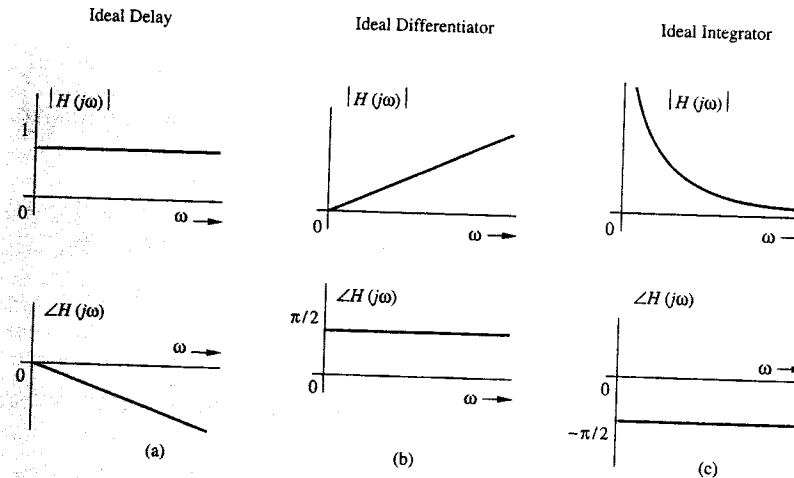 Ideal Delay
Ideal Differentiator
Ideal Integrator
|H (jω)|
1
0
ω →
|H (jω)|
0
ω →
|H (jω)|
0
ω →
∠H (jω)
0
ω →
(a)
∠H (jω)
π/2
0
ω →
(b)
∠H (jω)
0
ω →
−π/2
(c)